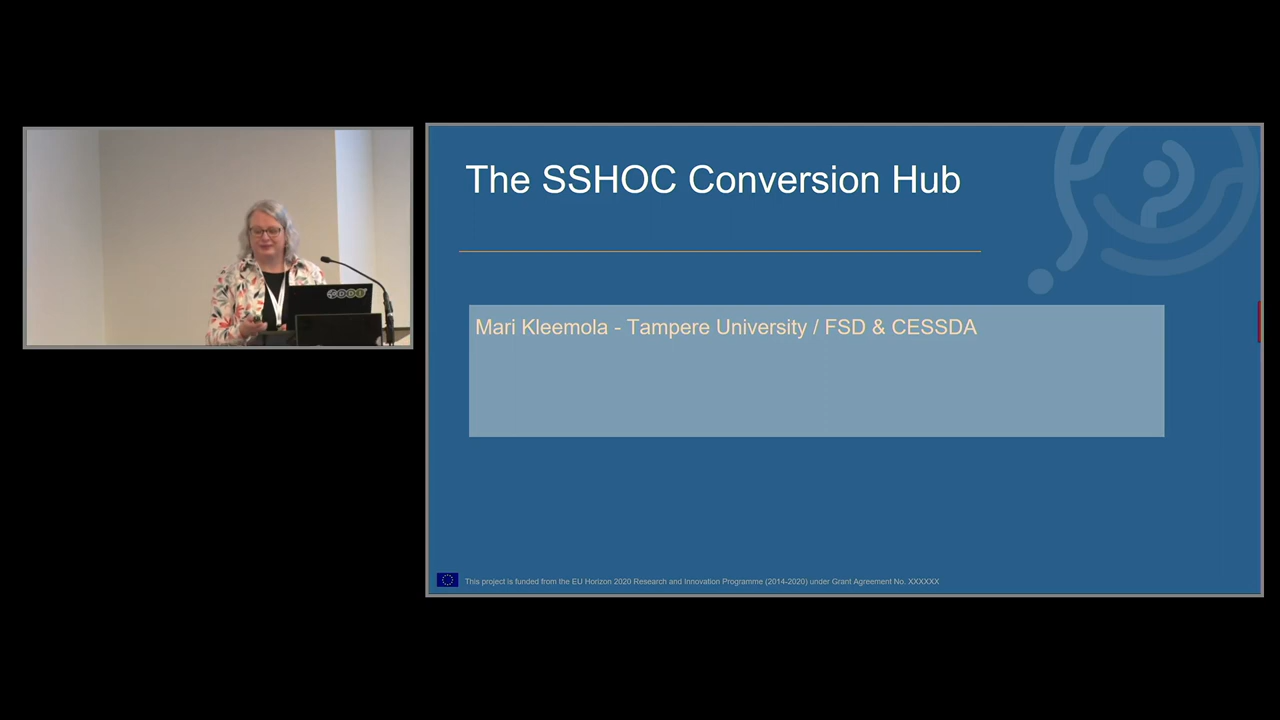 The SSHOC Conversion Hub
Mari Kleemola - Tampere University / FSD & CESSDA
DDI
This project is funded from the EU Horizon 2020 Research and Innovation Programme (2014-2020) under Grant Agreement No. XXXXXX